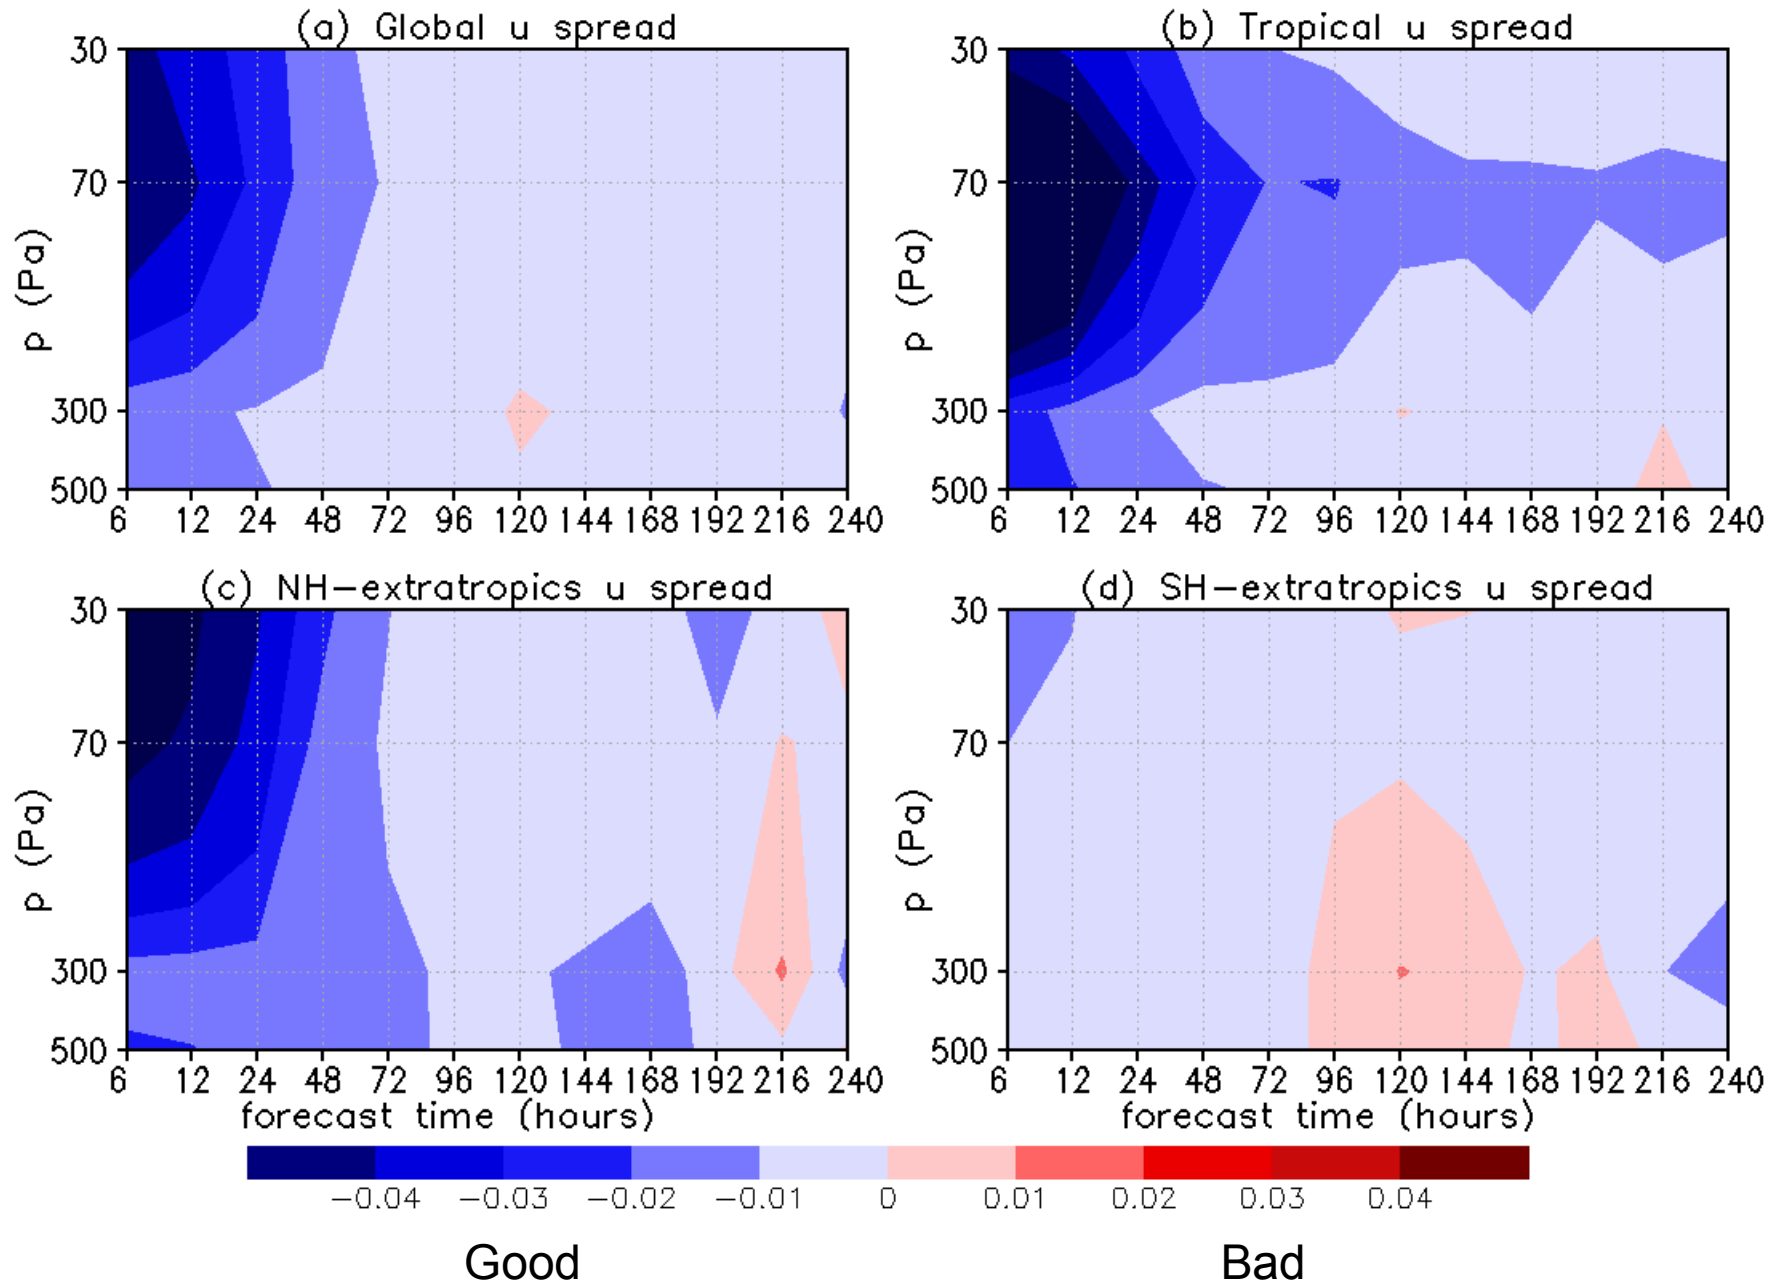 (a) Global u spread
30
70
300
500
p (Pa)
6 12 24 48 72 96 120 144 168 192 216 240
(b) Tropical u spread
30
70
300
500
p (Pa)
6 12 24 48 72 96 120 144 168 192 216 240
(c) NH-extratropics u spread
30
70
300
500
p (Pa)
6 12 24 48 72 96 120 144 168 192 216 240
forecast time (hours)
(d) SH-extratropics u spread
30
70
300
500
p (Pa)
6 12 24 48 72 96 120 144 168 192 216 240
forecast time (hours)
-0.04 -0.03 -0.02 -0.01 0 0.01 0.02 0.03 0.04
Good Bad